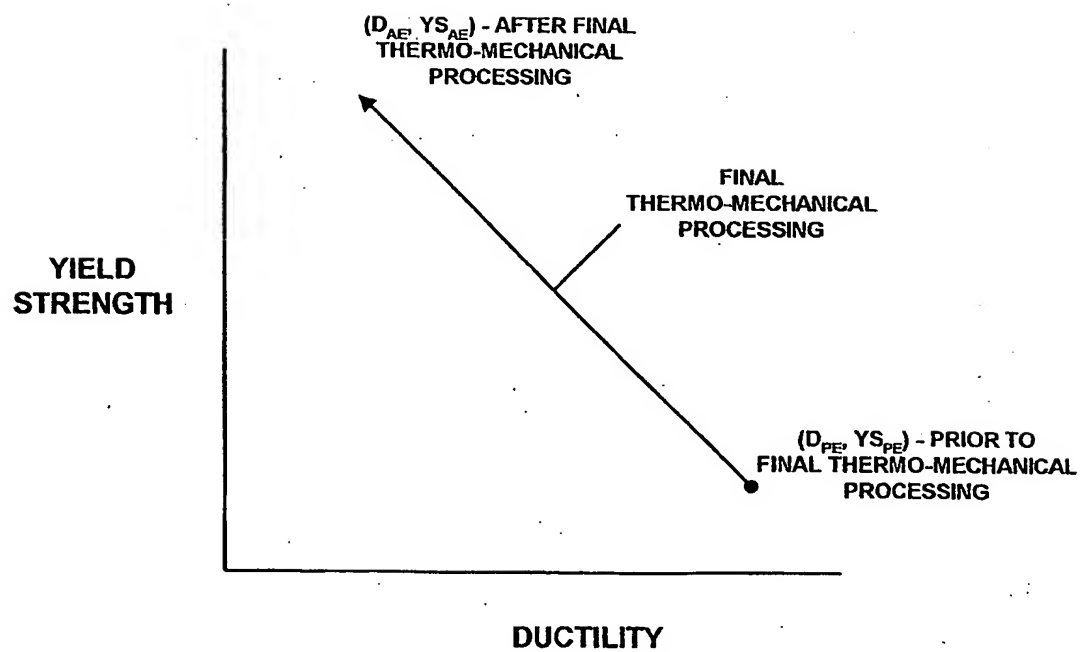 (D_AE, YS_AE) - AFTER FINAL
THERMO-MECHANICAL
PROCESSING
FINAL
THERMO-MECHANICAL
PROCESSING
YIELD
STRENGTH
(D_PE, YS_PE) - PRIOR TO
FINAL THERMO-MECHANICAL
PROCESSING
DUCTILITY